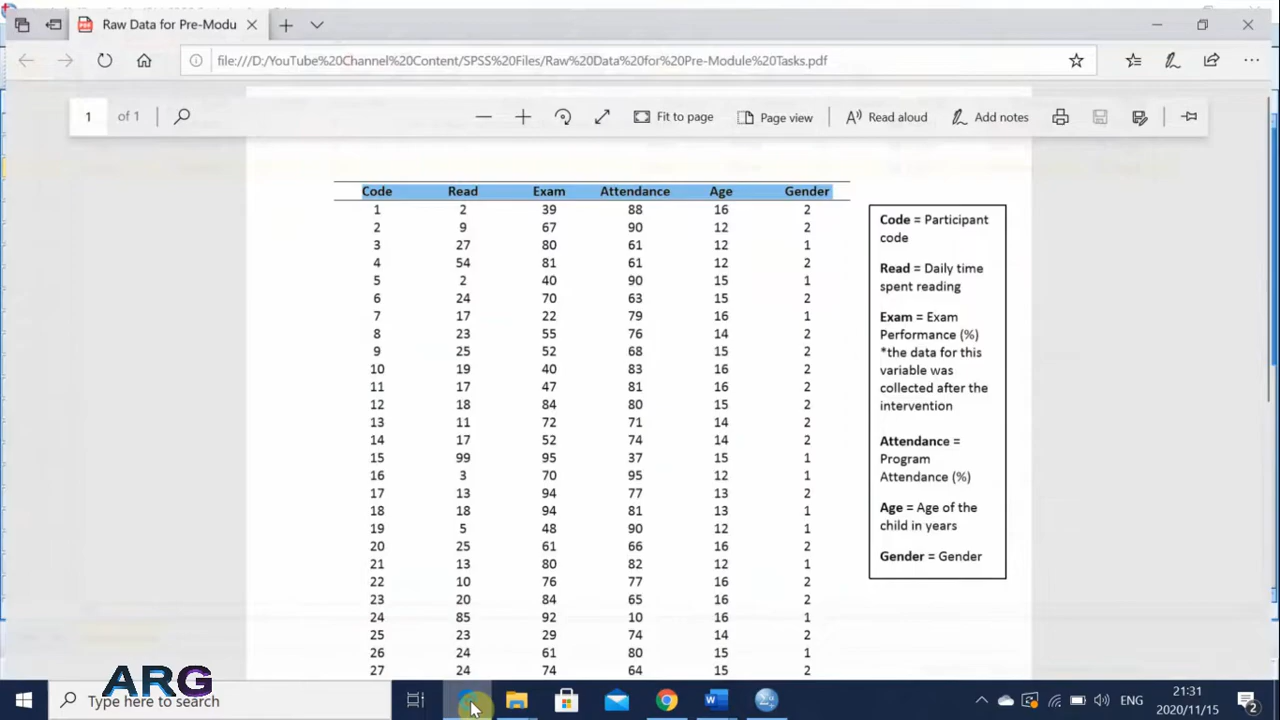 Raw Data for Pre-Modu
file:///D:/YouTube%20Channel%20Content/SPSS%20Files/Raw%20Data%20for%20Pre-Module%20Tasks.pdf
1 of 1 Fit to page Page view Read aloud Add notes
Code Read Exam Attendance Age Gender
1 2 39 88 16 2
2 9 67 90 12 2
3 27 80 61 12 1
4 54 81 61 12 2
5 2 40 90 15 1
6 24 70 63 15 2
7 17 22 79 16 1
8 23 55 76 14 2
9 25 52 68 15 2
10 19 40 83 16 2
11 17 47 81 16 2
12 18 84 80 15 2
13 11 72 71 14 2
14 17 52 74 14 2
15 99 95 37 15 1
16 3 70 95 12 1
17 13 94 77 13 2
18 18 94 81 13 1
19 5 48 90 12 1
20 25 61 66 16 2
21 13 80 82 12 1
22 10 76 77 16 2
23 20 84 65 16 2
24 85 92 10 16 1
25 23 29 74 14 2
26 24 61 80 15 1
27 24 74 64 15 2
Code = Participant
code
Read = Daily time
spent reading
Exam = Exam
Performance (%)
*the data for this
variable was
collected after the
intervention
Attendance =
Program
Attendance (%)
Age = Age of the
child in years
Gender = Gender
ARG
Type here to search
ENG
21:31
2020/11/15
2